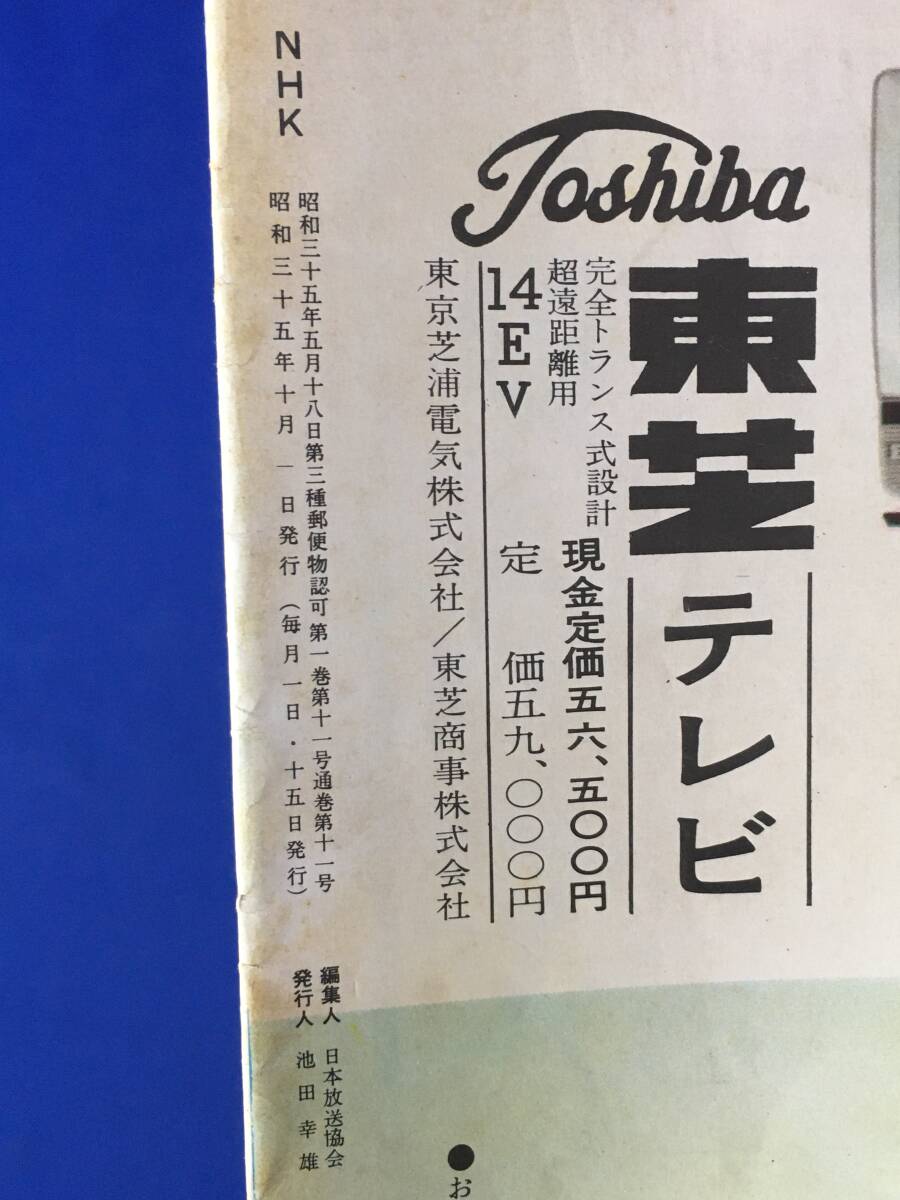 Toshiba
東芝テレビ
完全トランス式設計
超遠距離用
現金定価五六、五〇〇円
14EV
定価五九、〇〇〇円
東京芝浦電気株式会社/東芝商事株式会社
NHK
昭和三十五年五月十八日第三種郵便物認可第一巻第十一号通巻第十一号
昭和三十五年十月一日発行(毎月一日・十五日発行)
編集人 日本放送協会
発行人 池田幸雄
●お